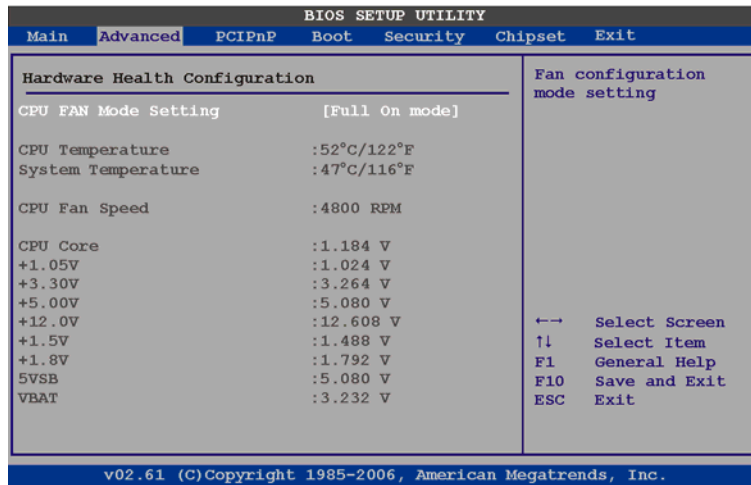 BIOS SETUP UTILITY
Main Advanced PCIPnP Boot Security Chipset Exit
Hardware Health Configuration
CPU FAN Mode Setting [Full On mode]
CPU Temperature :52°C/122°F
System Temperature :47°C/116°F
CPU Fan Speed :4800 RPM
CPU Core :1.184 V
+1.05V :1.024 V
+3.30V :3.264 V
+5.00V :5.080 V
+12.0V :12.608 V
+1.5V :1.488 V
+1.8V :1.792 V
5VSB :5.080 V
VBAT :3.232 V
Fan configuration
mode setting
←→ Select Screen
↑↓ Select Item
F1 General Help
F10 Save and Exit
ESC Exit
v02.61 (C)Copyright 1985-2006, American Megatrends, Inc.